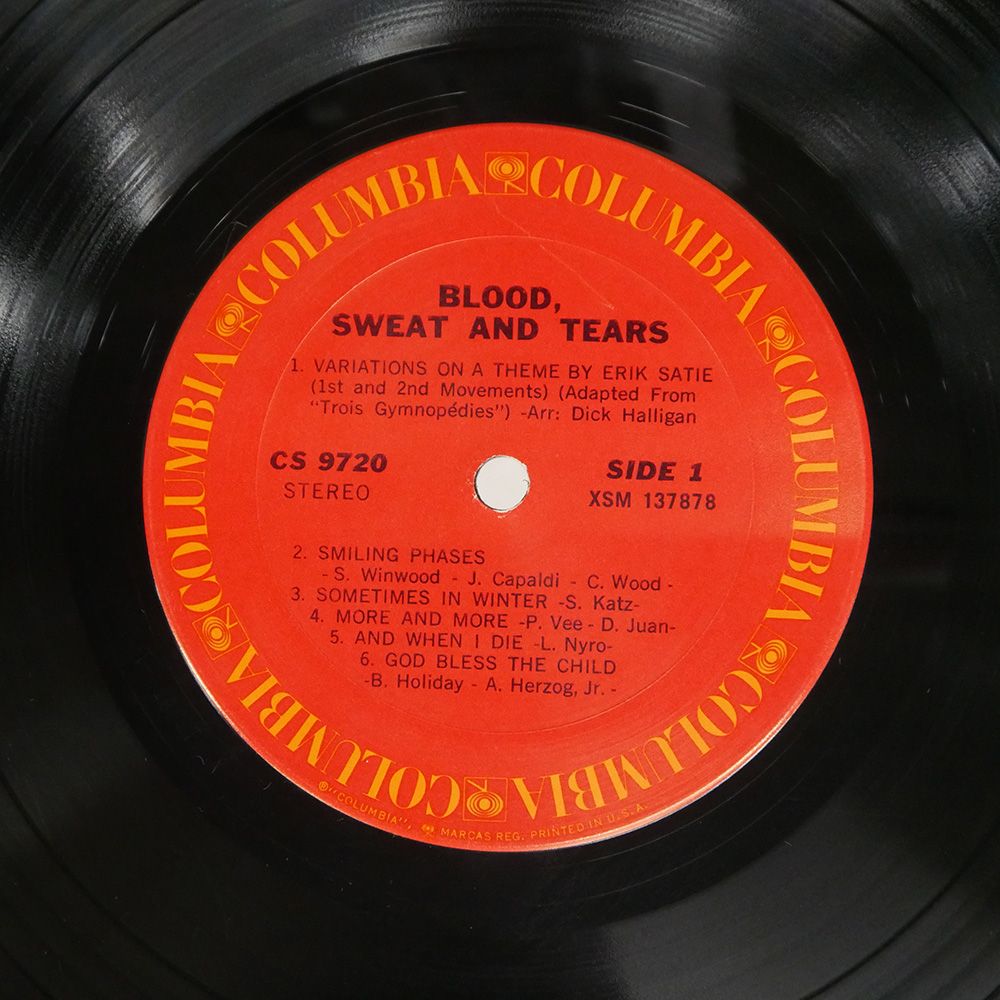 COLUMBIA COLUMBIA COLUMBIA COLUMBIA COLUMBIA COLUMBIA
BLOOD,
SWEAT AND TEARS
1. VARIATIONS ON A THEME BY ERIK SATIE
(1st and 2nd Movements) (Adapted From
"Trois Gymnopédies") -Arr: Dick Halligan
CS 9720
STEREO
SIDE 1
XSM 137878
2. SMILING PHASES
- S. Winwood - J. Capaldi - C. Wood -
3. SOMETIMES IN WINTER -S. Katz-
4. MORE AND MORE -P. Vee - D. Juan-
5. AND WHEN I DIE -L. Nyro-
6. GOD BLESS THE CHILD
-B. Holiday - A. Herzog, Jr. -
®"COLUMBIA", MARCAS REG. PRINTED IN U.S.A.